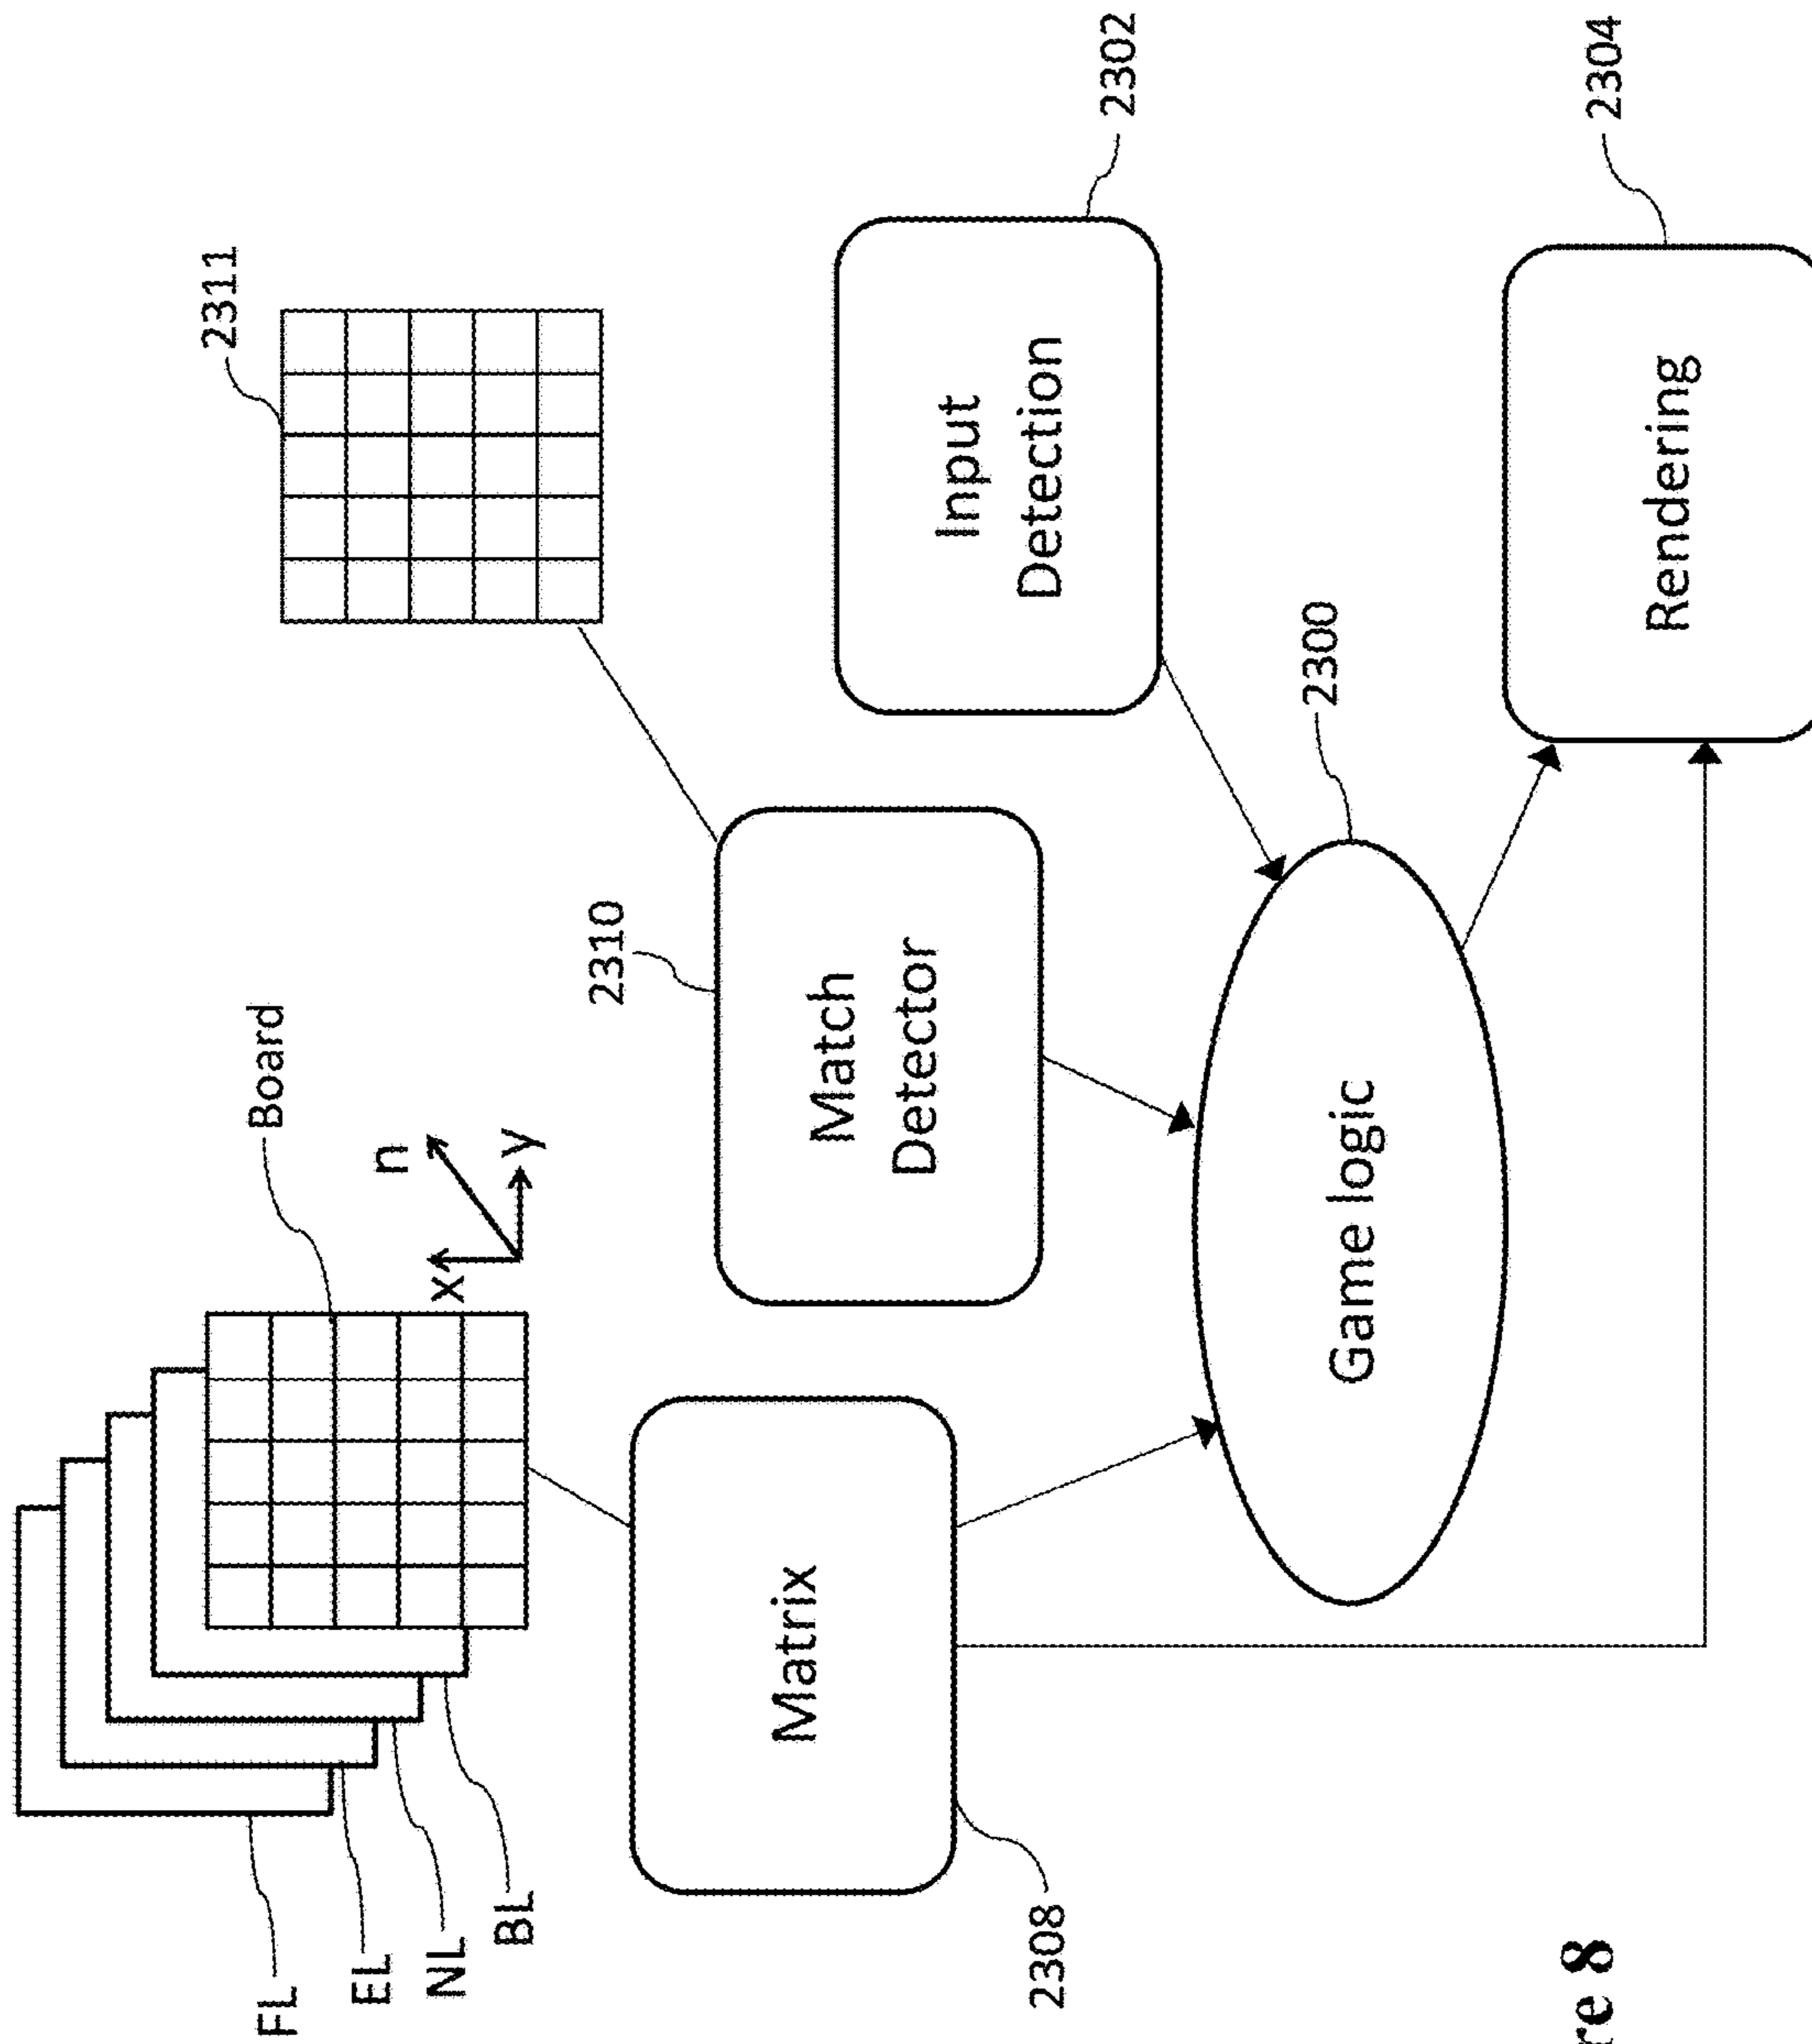 FL
EL
NL
BL
Board
x
n
y
2311
Matrix
2308
Match
Detector
2310
Input
Detection
2302
Game logic
2300
Rendering
2304
re 8